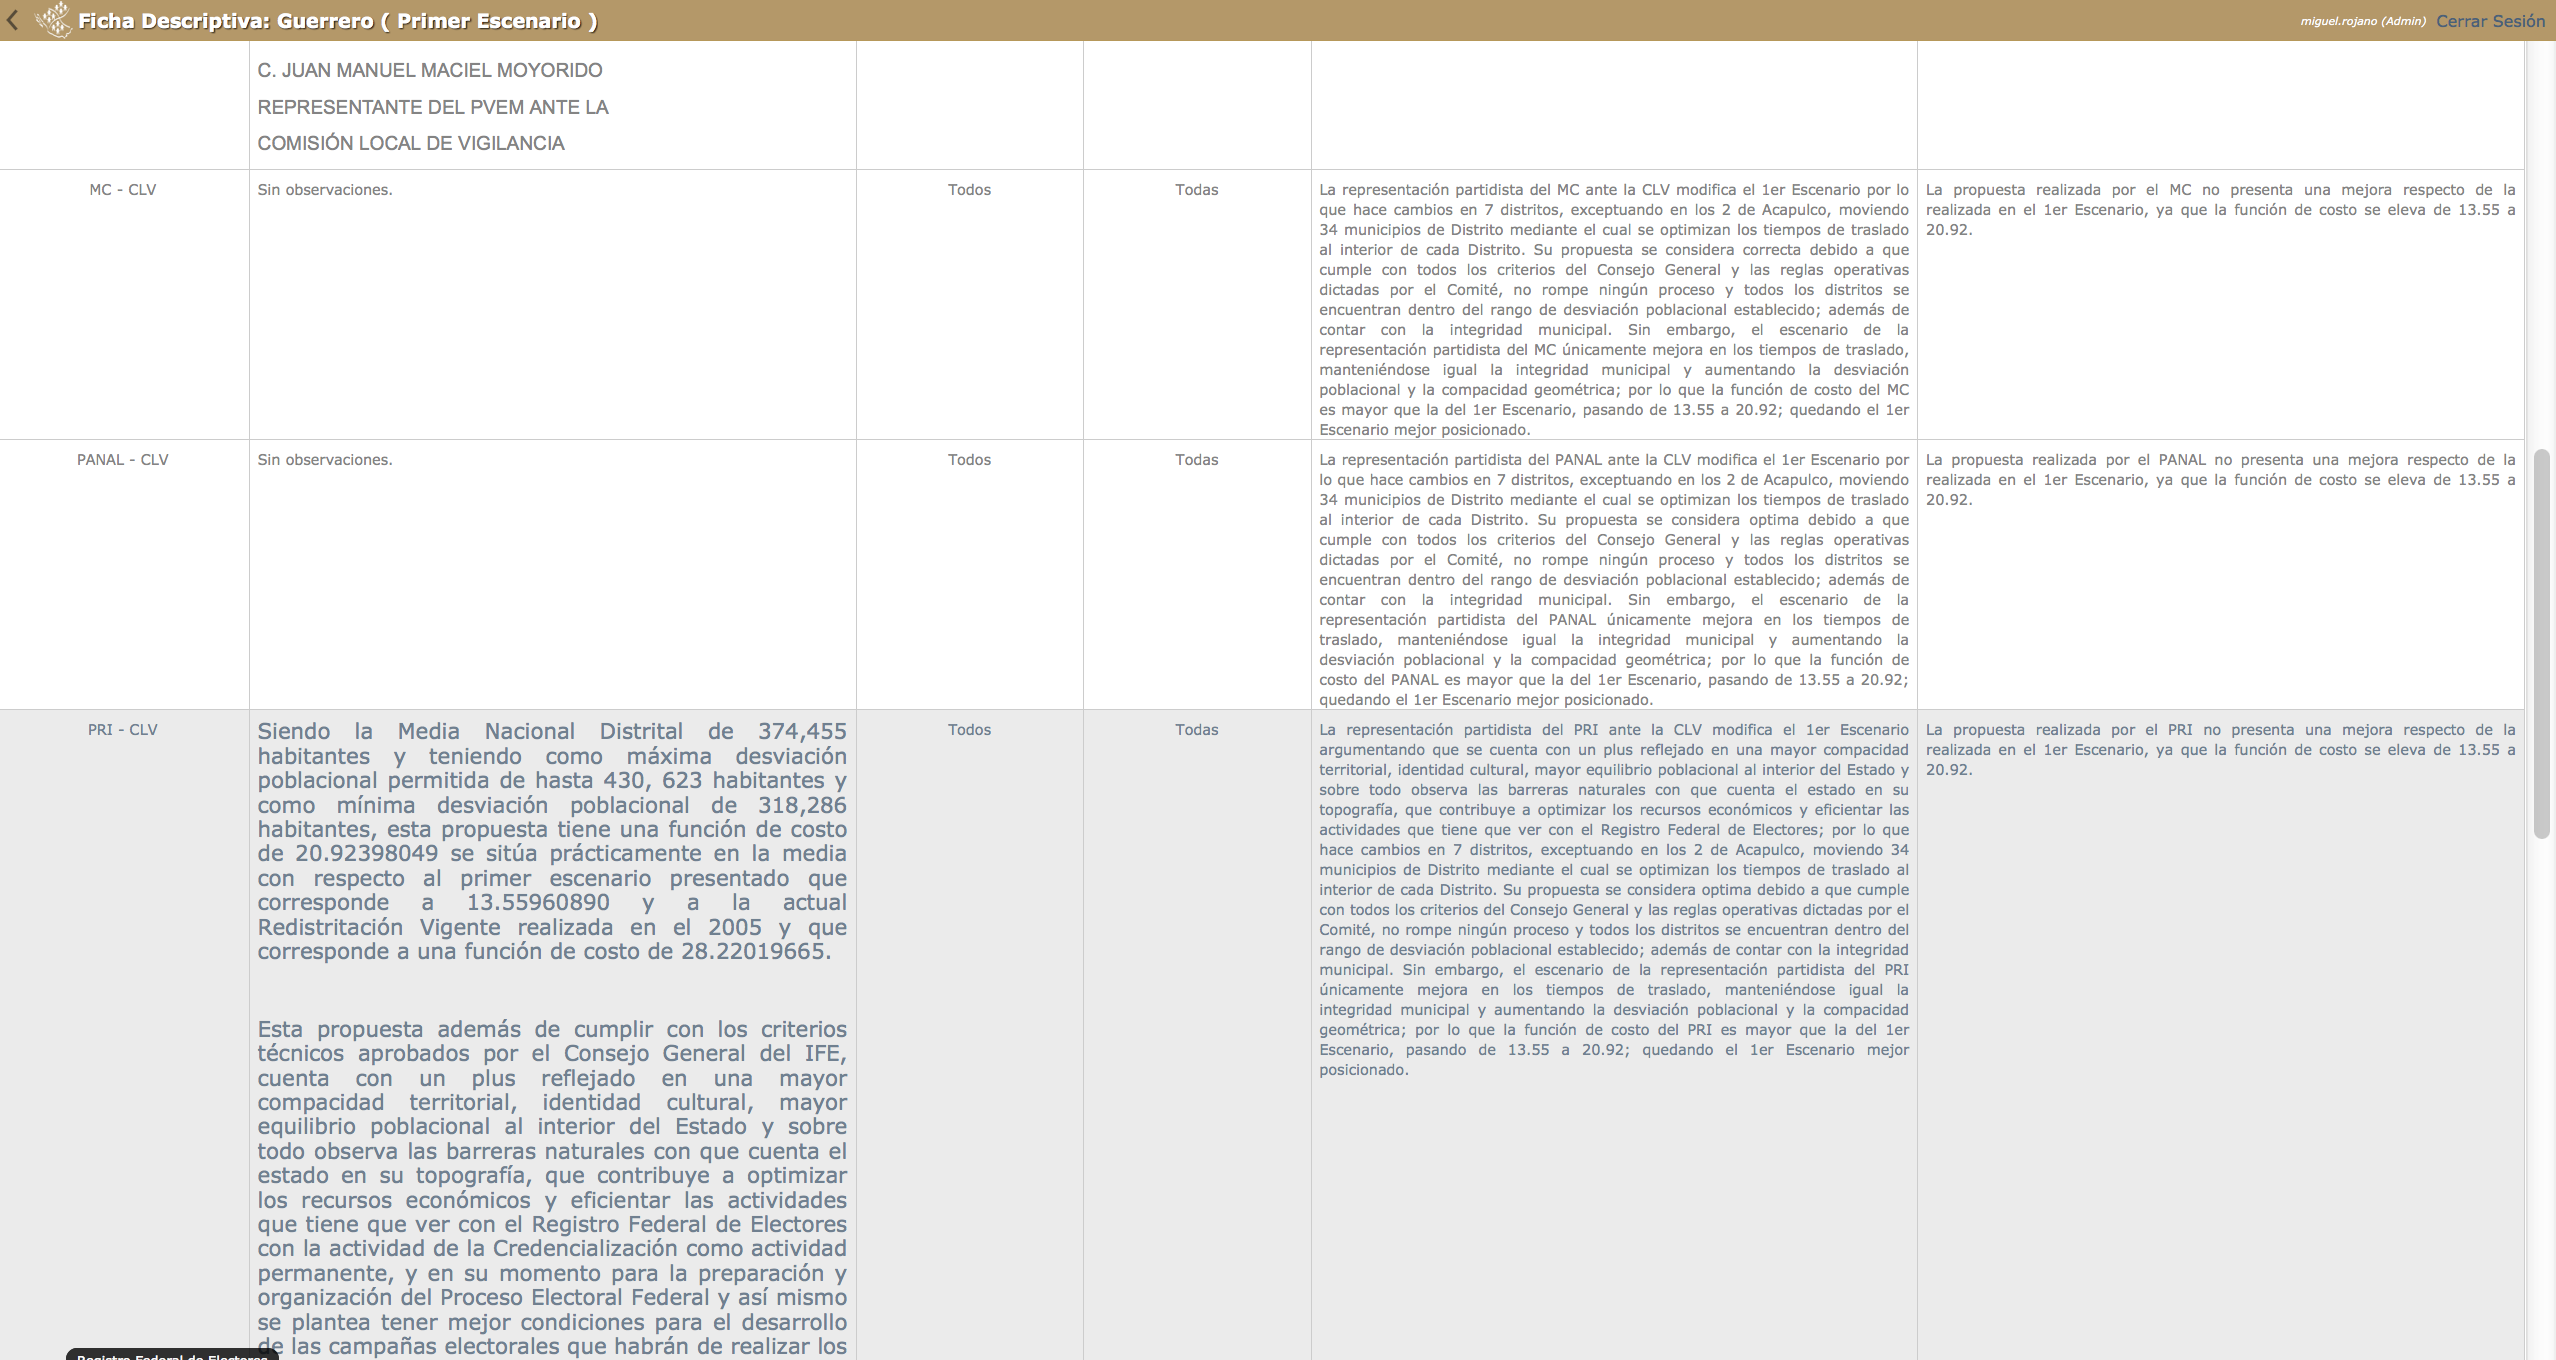 Ficha Descriptiva: Guerrero ( Primer Escenario )
miguel.rojano (Admin) Cerrar Sesión
C. JUAN MANUEL MACIEL MOYORIDO
REPRESENTANTE DEL PVEM ANTE LA
COMISIÓN LOCAL DE VIGILANCIA
MC - CLV
Sin observaciones.
Todos
Todas
La representación partidista del MC ante la CLV modifica el 1er Escenario por lo
que hace cambios en 7 distritos, exceptuando en los 2 de Acapulco, moviendo
34 municipios de Distrito mediante el cual se optimizan los tiempos de traslado
al interior de cada Distrito. Su propuesta se considera correcta debido a que
cumple con todos los criterios del Consejo General y las reglas operativas
dictadas por el Comité, no rompe ningún proceso y todos los distritos se
encuentran dentro del rango de desviación poblacional establecido; además de
contar con la integridad municipal. Sin embargo, el escenario de la
representación partidista del MC únicamente mejora en los tiempos de traslado,
manteniéndose igual la integridad municipal y aumentando la desviación
poblacional y la compacidad geométrica; por lo que la función de costo del MC
es mayor que la del 1er Escenario, pasando de 13.55 a 20.92; quedando el 1er
Escenario mejor posicionado.
La propuesta realizada por el MC no presenta una mejora respecto de la
realizada en el 1er Escenario, ya que la función de costo se eleva de 13.55 a
20.92.
PANAL - CLV
Sin observaciones.
Todos
Todas
La representación partidista del PANAL ante la CLV modifica el 1er Escenario por
lo que hace cambios en 7 distritos, exceptuando en los 2 de Acapulco, moviendo
34 municipios de Distrito mediante el cual se optimizan los tiempos de traslado
al interior de cada Distrito. Su propuesta se considera optima debido a que
cumple con todos los criterios del Consejo General y las reglas operativas
dictadas por el Comité, no rompe ningún proceso y todos los distritos se
encuentran dentro del rango de desviación poblacional establecido; además de
contar con la integridad municipal. Sin embargo, el escenario de la
representación partidista del PANAL únicamente mejora en los tiempos de
traslado, manteniéndose igual la integridad municipal y aumentando la
desviación poblacional y la compacidad geométrica; por lo que la función de
costo del PANAL es mayor que la del 1er Escenario, pasando de 13.55 a 20.92;
quedando el 1er Escenario mejor posicionado.
La propuesta realizada por el PANAL no presenta una mejora respecto de la
realizada en el 1er Escenario, ya que la función de costo se eleva de 13.55 a
20.92.
PRI - CLV
Siendo la Media Nacional Distrital de 374,455
habitantes y teniendo como máxima desviación
poblacional permitida de hasta 430, 623 habitantes y
como mínima desviación poblacional de 318,286
habitantes, esta propuesta tiene una función de costo
de 20.92398049 se sitúa prácticamente en la media
con respecto al primer escenario presentado que
corresponde a 13.55960890 y a la actual
Redistritación Vigente realizada en el 2005 y que
corresponde a una función de costo de 28.22019665.
Esta propuesta además de cumplir con los criterios
técnicos aprobados por el Consejo General del IFE,
cuenta con un plus reflejado en una mayor
compacidad territorial, identidad cultural, mayor
equilibrio poblacional al interior del Estado y sobre
todo observa las barreras naturales con que cuenta el
estado en su topografía, que contribuye a optimizar
los recursos económicos y eficientar las actividades
que tiene que ver con el Registro Federal de Electores
con la actividad de la Credencialización como actividad
permanente, y en su momento para la preparación y
organización del Proceso Electoral Federal y así mismo
se plantea tener mejor condiciones para el desarrollo
de las campañas electorales que habrán de realizar los
Todos
Todas
La representación partidista del PRI ante la CLV modifica el 1er Escenario
argumentando que se cuenta con un plus reflejado en una mayor compacidad
territorial, identidad cultural, mayor equilibrio poblacional al interior del Estado y
sobre todo observa las barreras naturales con que cuenta el estado en su
topografía, que contribuye a optimizar los recursos económicos y eficientar las
actividades que tiene que ver con el Registro Federal de Electores; por lo que
hace cambios en 7 distritos, exceptuando en los 2 de Acapulco, moviendo 34
municipios de Distrito mediante el cual se optimizan los tiempos de traslado al
interior de cada Distrito. Su propuesta se considera optima debido a que cumple
con todos los criterios del Consejo General y las reglas operativas dictadas por el
Comité, no rompe ningún proceso y todos los distritos se encuentran dentro del
rango de desviación poblacional establecido; además de contar con la integridad
municipal. Sin embargo, el escenario de la representación partidista del PRI
únicamente mejora en los tiempos de traslado, manteniéndose igual la
integridad municipal y aumentando la desviación poblacional y la compacidad
geométrica; por lo que la función de costo del PRI es mayor que la del 1er
Escenario, pasando de 13.55 a 20.92; quedando el 1er Escenario mejor
posicionado.
La propuesta realizada por el PRI no presenta una mejora respecto de la
realizada en el 1er Escenario, ya que la función de costo se eleva de 13.55 a
20.92.
Registro Federal de Electores